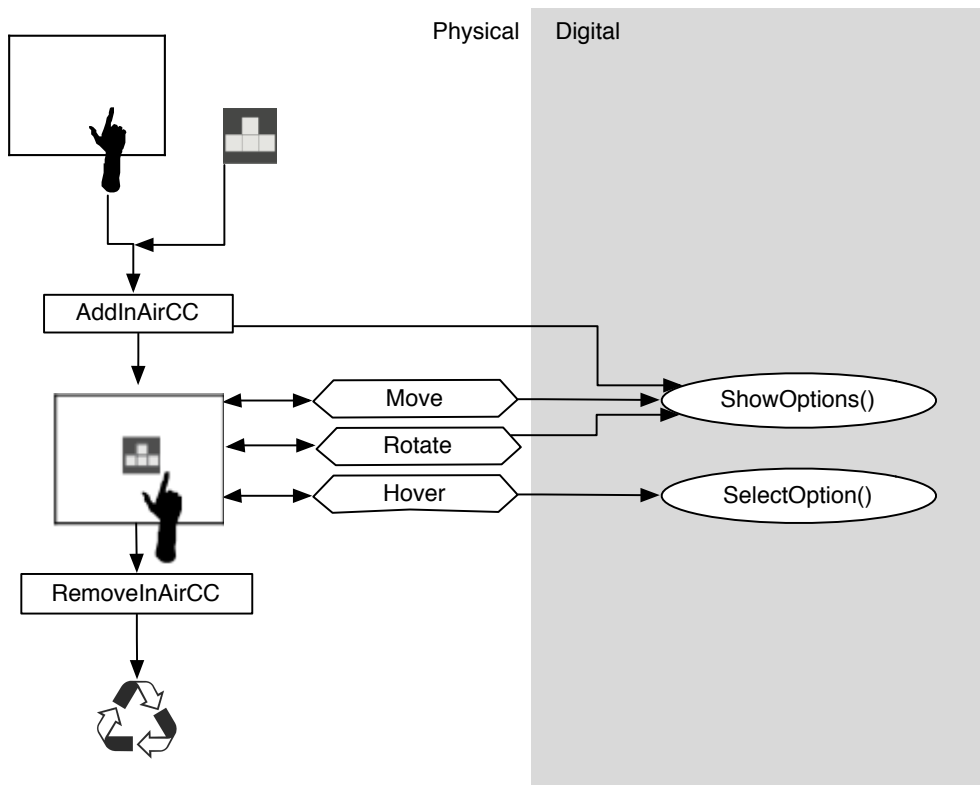 Physical
Digital
AddInAirCC
Move
ShowOptions()
Rotate
Hover
SelectOption()
RemoveInAirCC